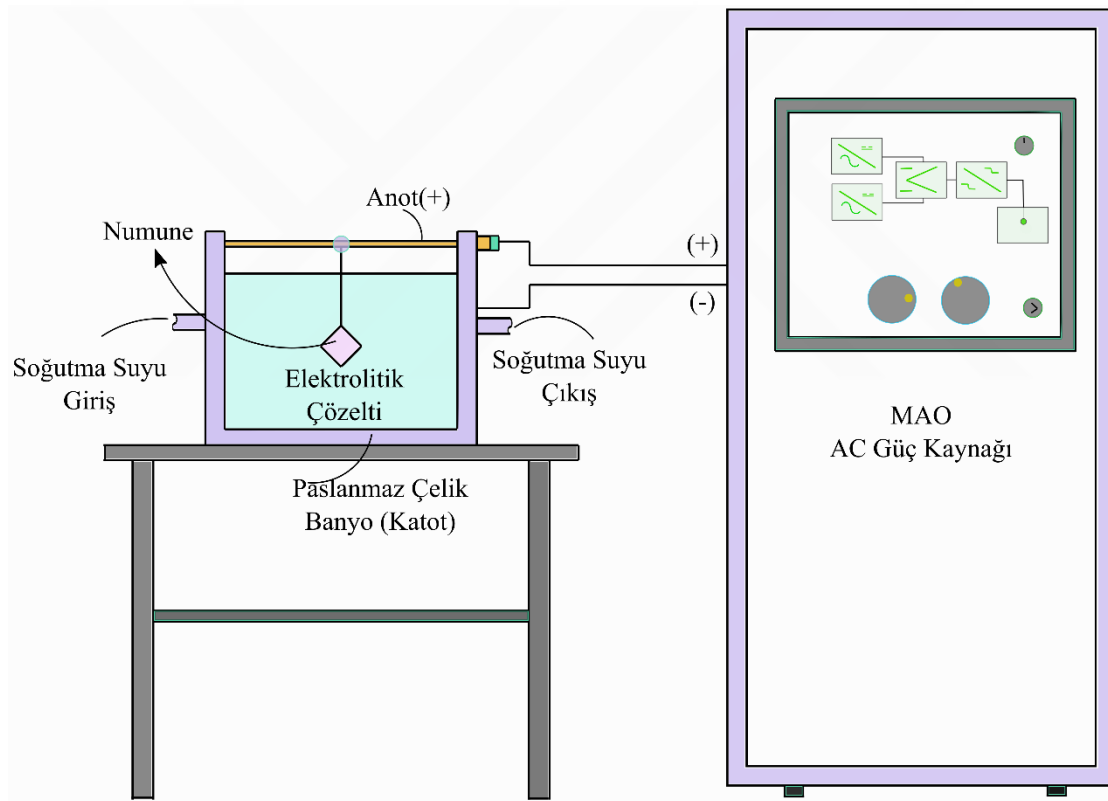 Anot(+)
Numune
(+)
(-)
Soğutma Suyu
Giriş
Elektrolitik
Çözelti
Soğutma Suyu
Çıkış
Paslanmaz Çelik
Banyo (Katot)
MAO
AC Güç Kaynağı